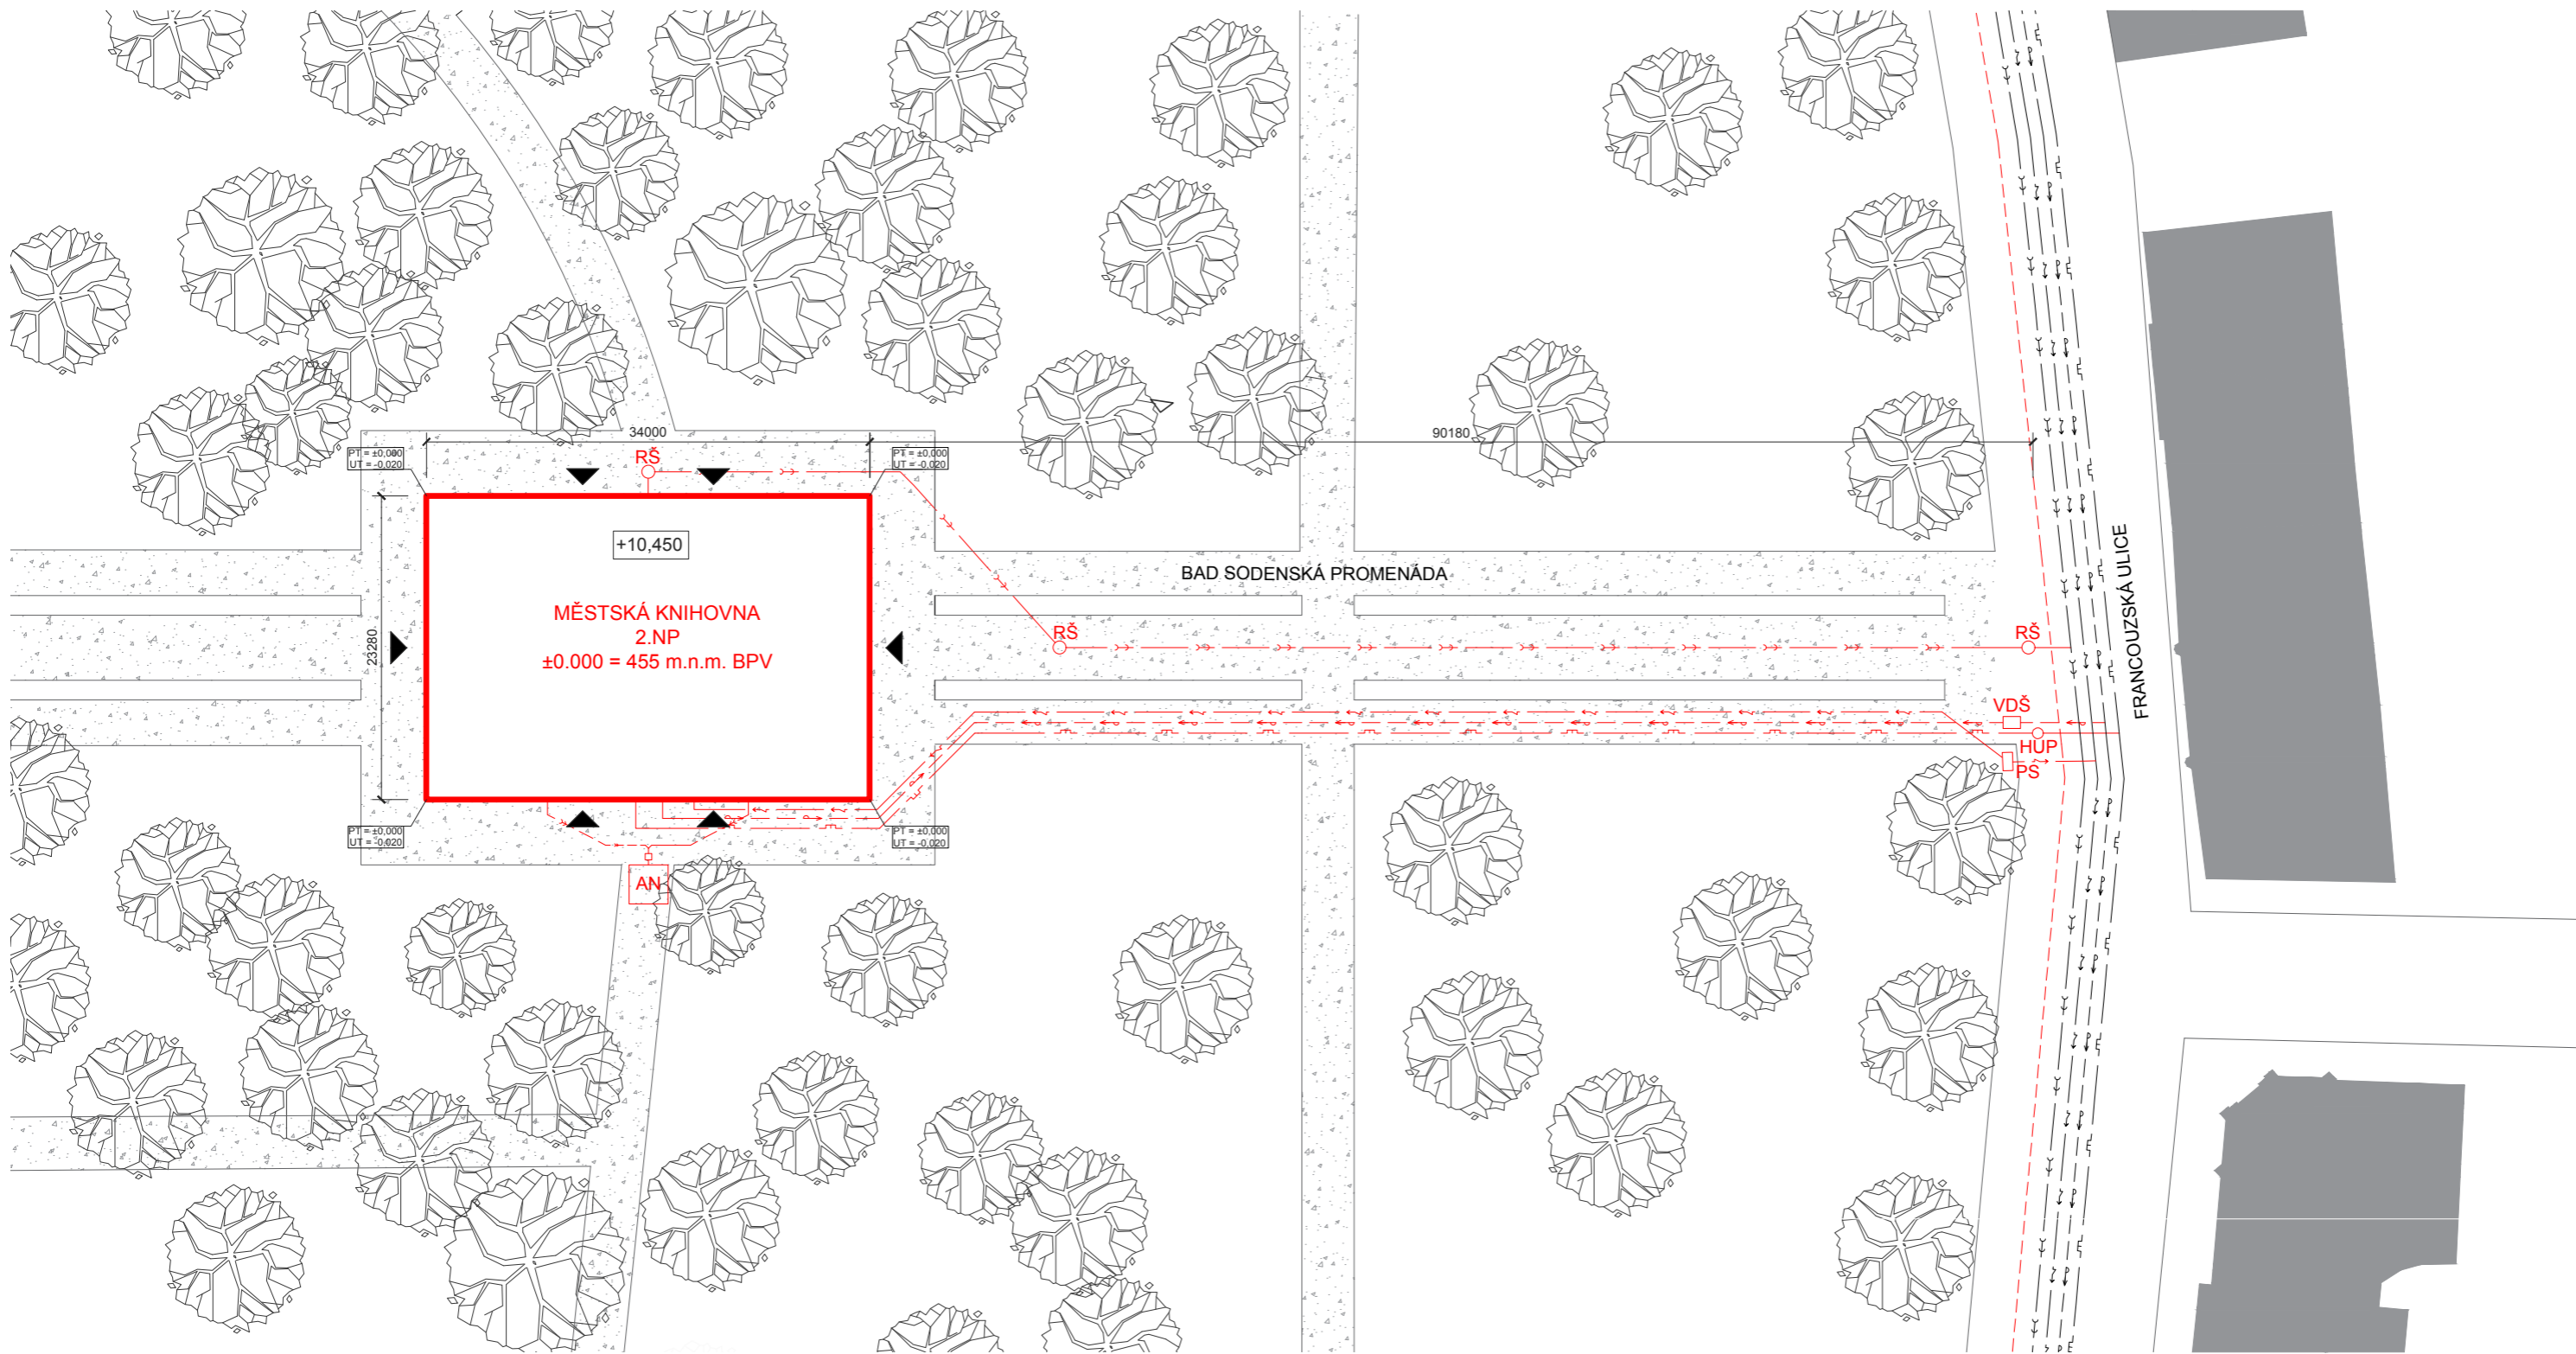 34000
90180
PT = ±0,000
UT = -0,020
RŠ
PT = ±0,000
UT = -0,020
+10,450
BAD SODENSKÁ PROMENÁDA
MĚSTSKÁ KNIHOVNA
2.NP
±0.000 = 455 m.n.m. BPV
23280
RŠ
RŠ
FRANCOUZSKÁ ULICE
VDŠ
HUP
PS
PT = ±0,000
UT = -0,020
PT = ±0,000
UT = -0,020
AN